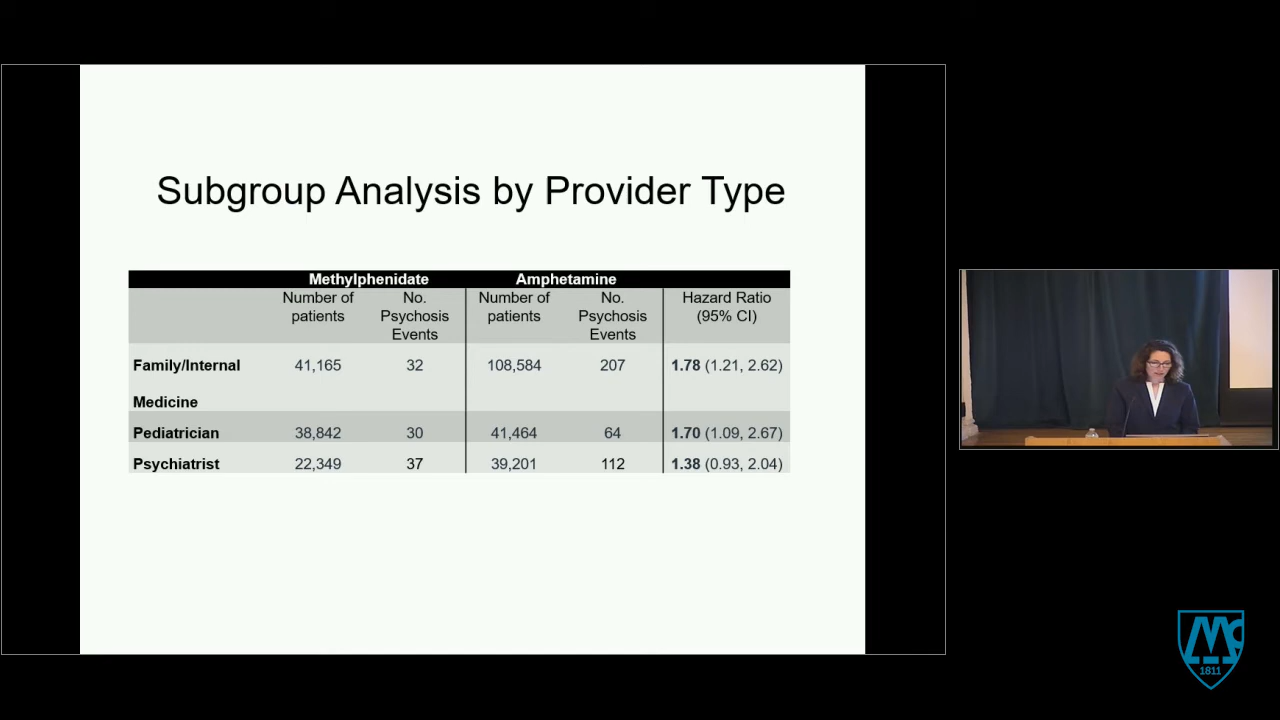 Subgroup Analysis by Provider Type
Methylphenidate Amphetamine
Number of patients No. Psychosis Events Number of patients No. Psychosis Events Hazard Ratio (95% CI)
Family/Internal Medicine 41,165 32 108,584 207 1.78 (1.21, 2.62)
Pediatrician 38,842 30 41,464 64 1.70 (1.09, 2.67)
Psychiatrist 22,349 37 39,201 112 1.38 (0.93, 2.04)
1811